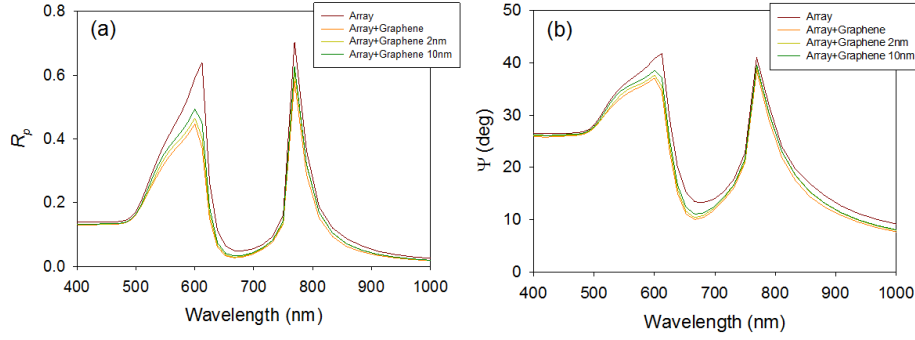 (a)
Array
Array+Graphene
Array+Graphene 2nm
Array+Graphene 10nm
R_p
0.8
0.6
0.4
0.2
0.0
400 500 600 700 800 900 1000
Wavelength (nm)
(b)
Array
Array+Graphene
Array+Graphene 2nm
Array+Graphene 10nm
Ψ (deg)
50
40
30
20
10
0
400 500 600 700 800 900 1000
Wavelength (nm)